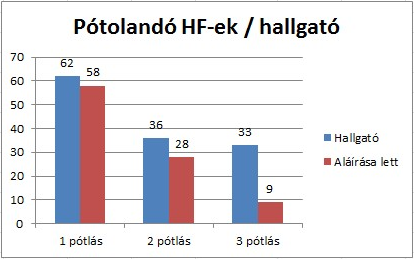 Pótolandó HF-ek / hallgató
70
60
50
40
30
20
10
0
62
58
36
28
33
9
1 pótlás
2 pótlás
3 pótlás
Hallgató
Aláírása lett